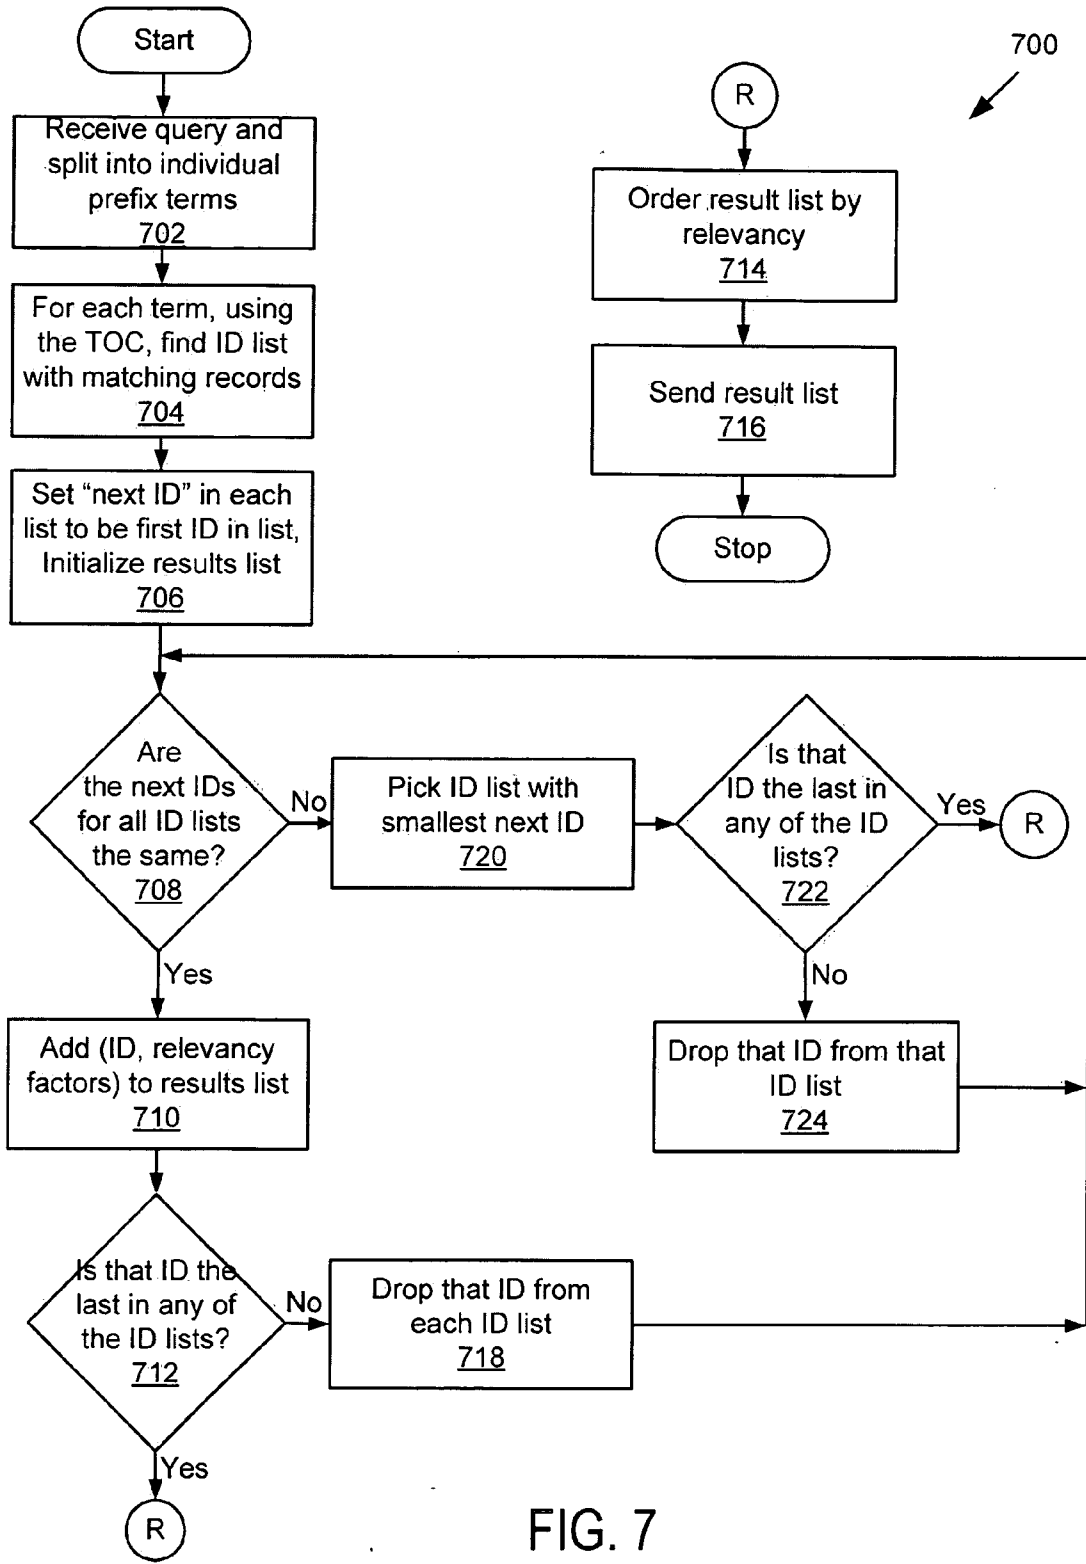 Start
Receive query and
split into individual
prefix terms
702
For each term, using
the TOC, find ID list
with matching records
704
Set “next ID” in each
list to be first ID in list,
Initialize results list
706
700
R
Order result list by
relevancy
714
Send result list
716
Stop
Are
the next IDs
for all ID lists
the same?
708
No
Pick ID list with
smallest next ID
720
Is that
ID the last in
any of the ID
lists?
722
Yes
R
No
Drop that ID from that
ID list
724
Yes
Add (ID, relevancy
factors) to results list
710
Is that ID the
last in any of
the ID lists?
712
No
Drop that ID from
each ID list
718
Yes
R
FIG. 7